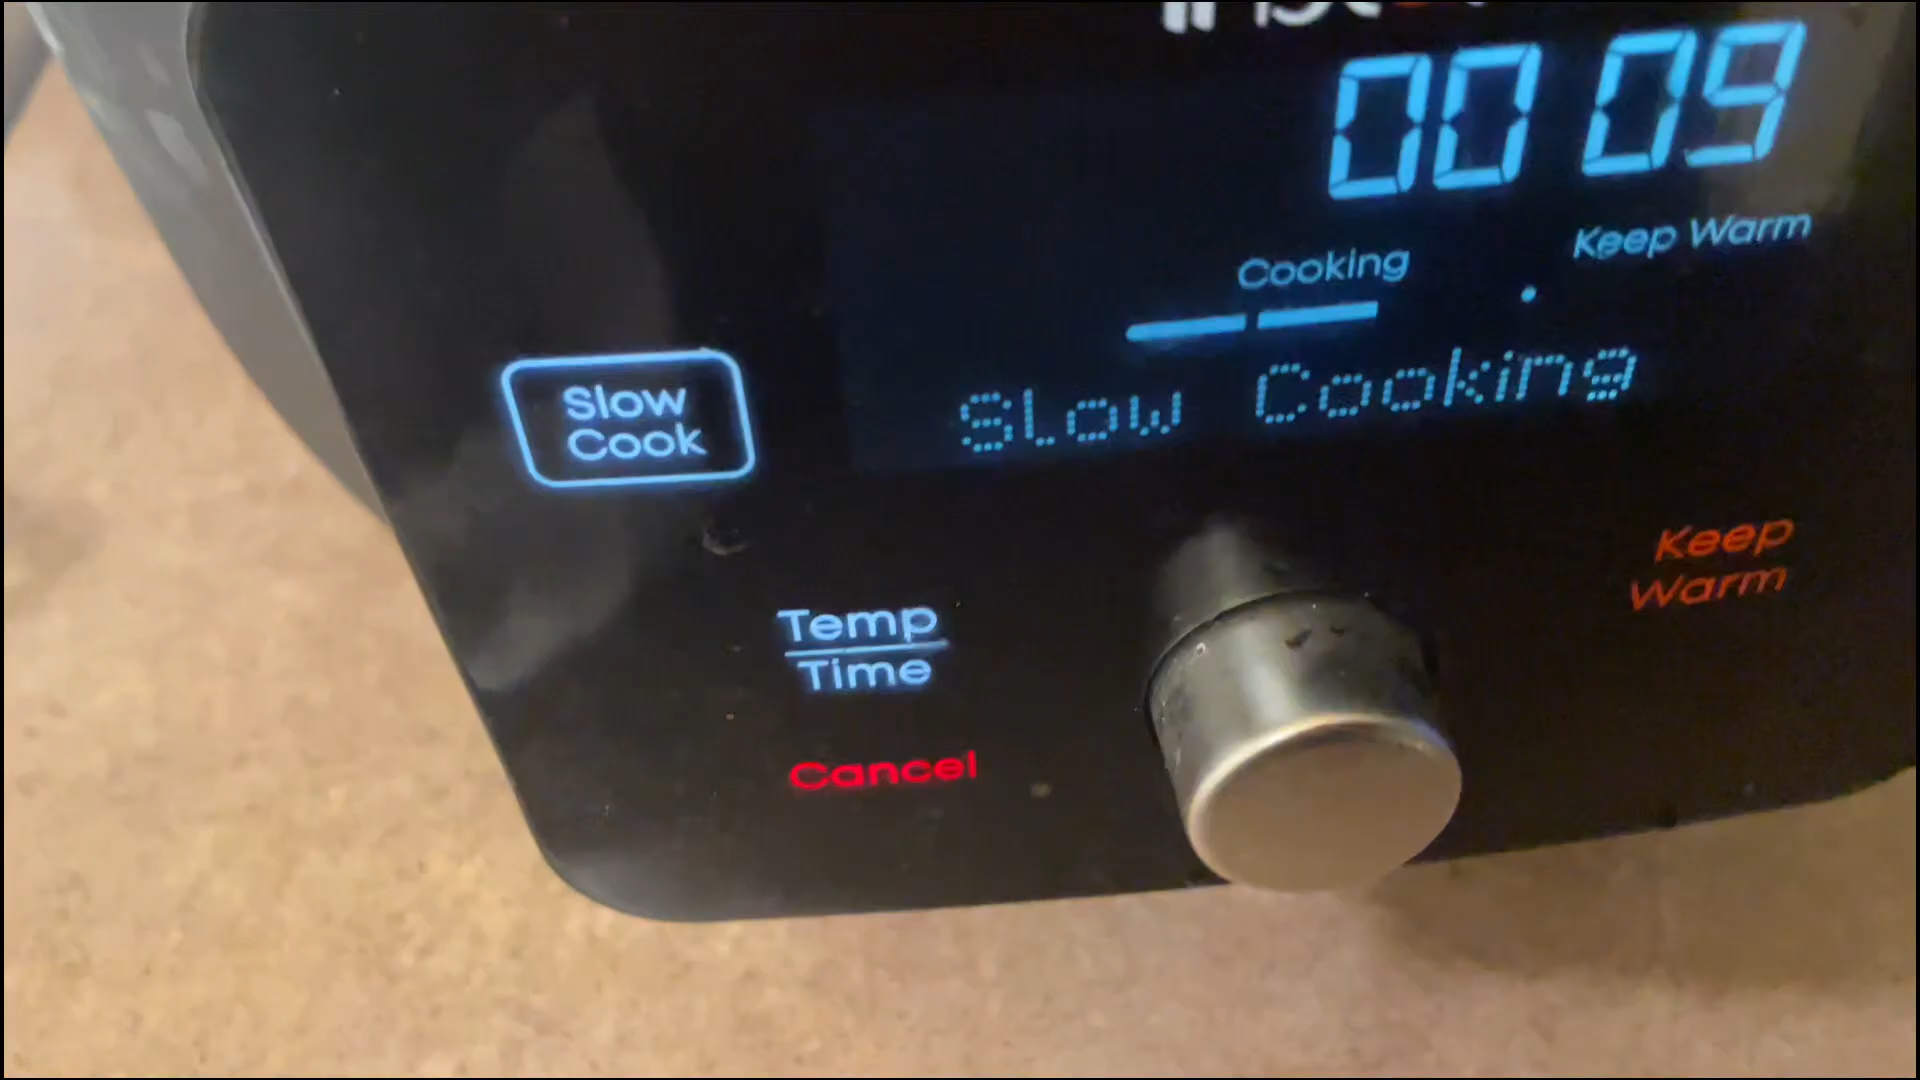 00 09
Cooking
Keep Warm
Slow Cooking
Slow
Cook
Temp
Time
Keep
Warm
Cancel